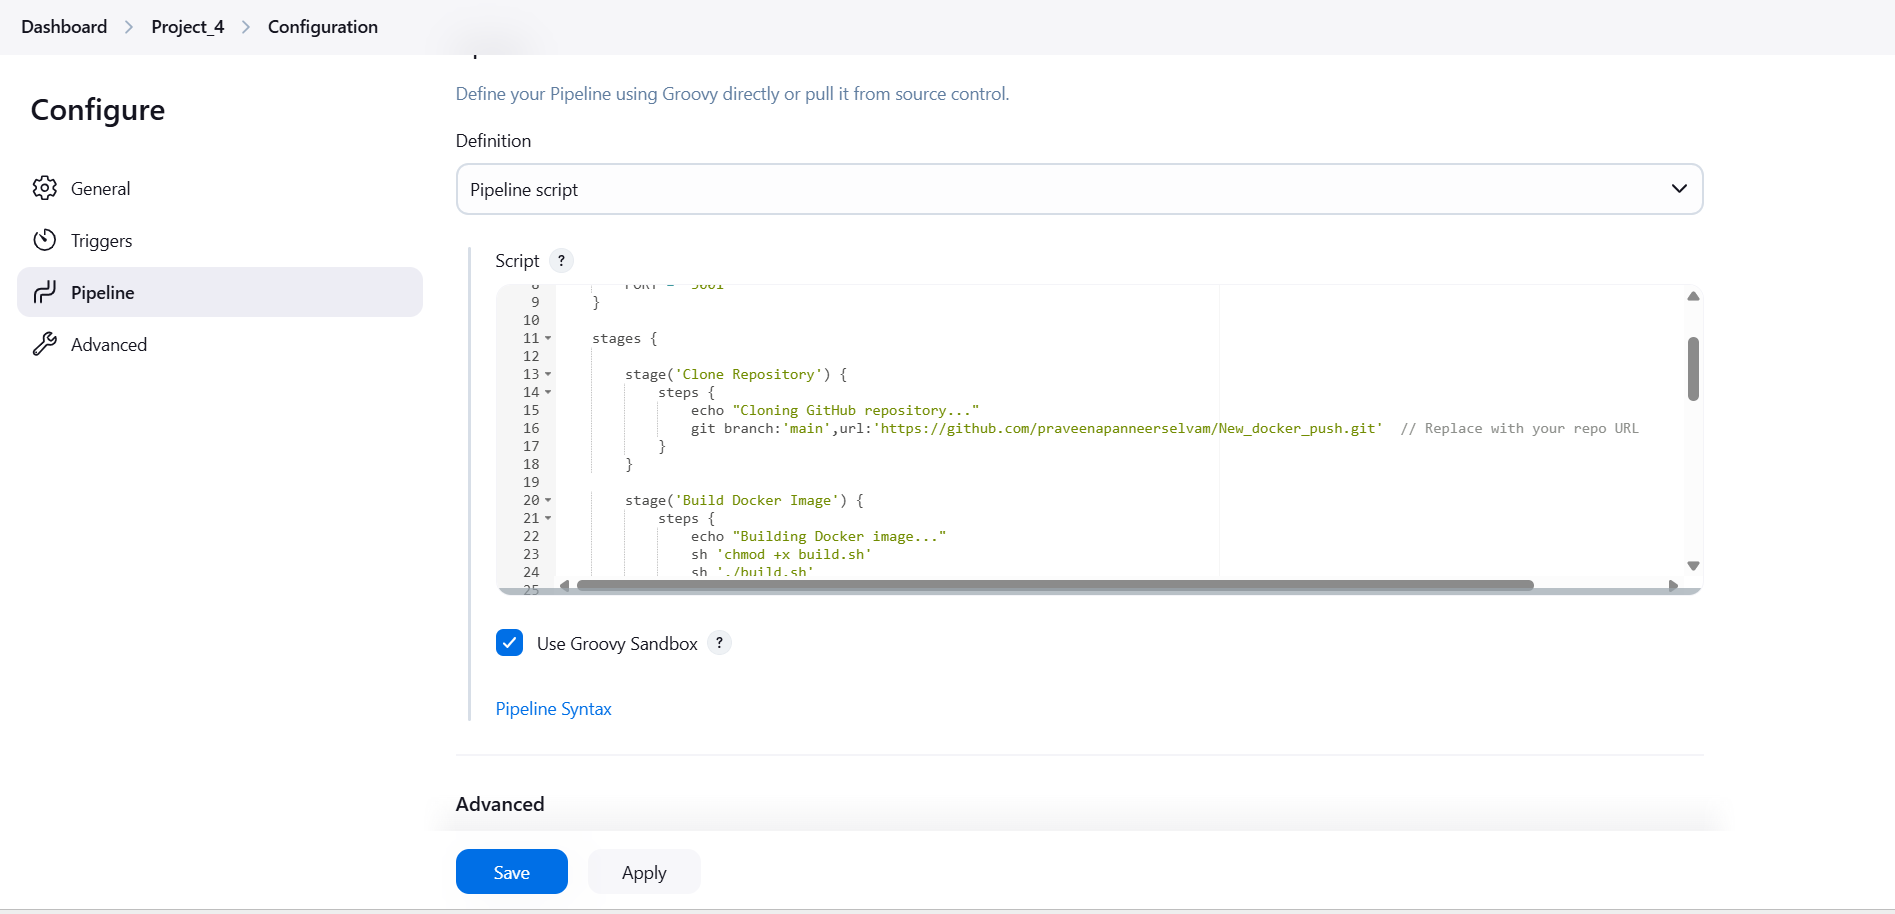 Dashboard > Project_4 > Configuration
Configure
General
Triggers
Pipeline
Advanced
Define your Pipeline using Groovy directly or pull it from source control.
Definition
Pipeline script
Script ?
8 PORT = "5001"
9 }
10
11 stages {
12
13 stage('Clone Repository') {
14 steps {
15 echo "Cloning GitHub repository..."
16 git branch:'main',url:'https://github.com/praveenapanneerselvam/New_docker_push.git' // Replace with your repo URL
17 }
18 }
19
20 stage('Build Docker Image') {
21 steps {
22 echo "Building Docker image..."
23 sh 'chmod +x build.sh'
24 sh './build.sh'
25
Use Groovy Sandbox ?
Pipeline Syntax
Advanced
Save
Apply